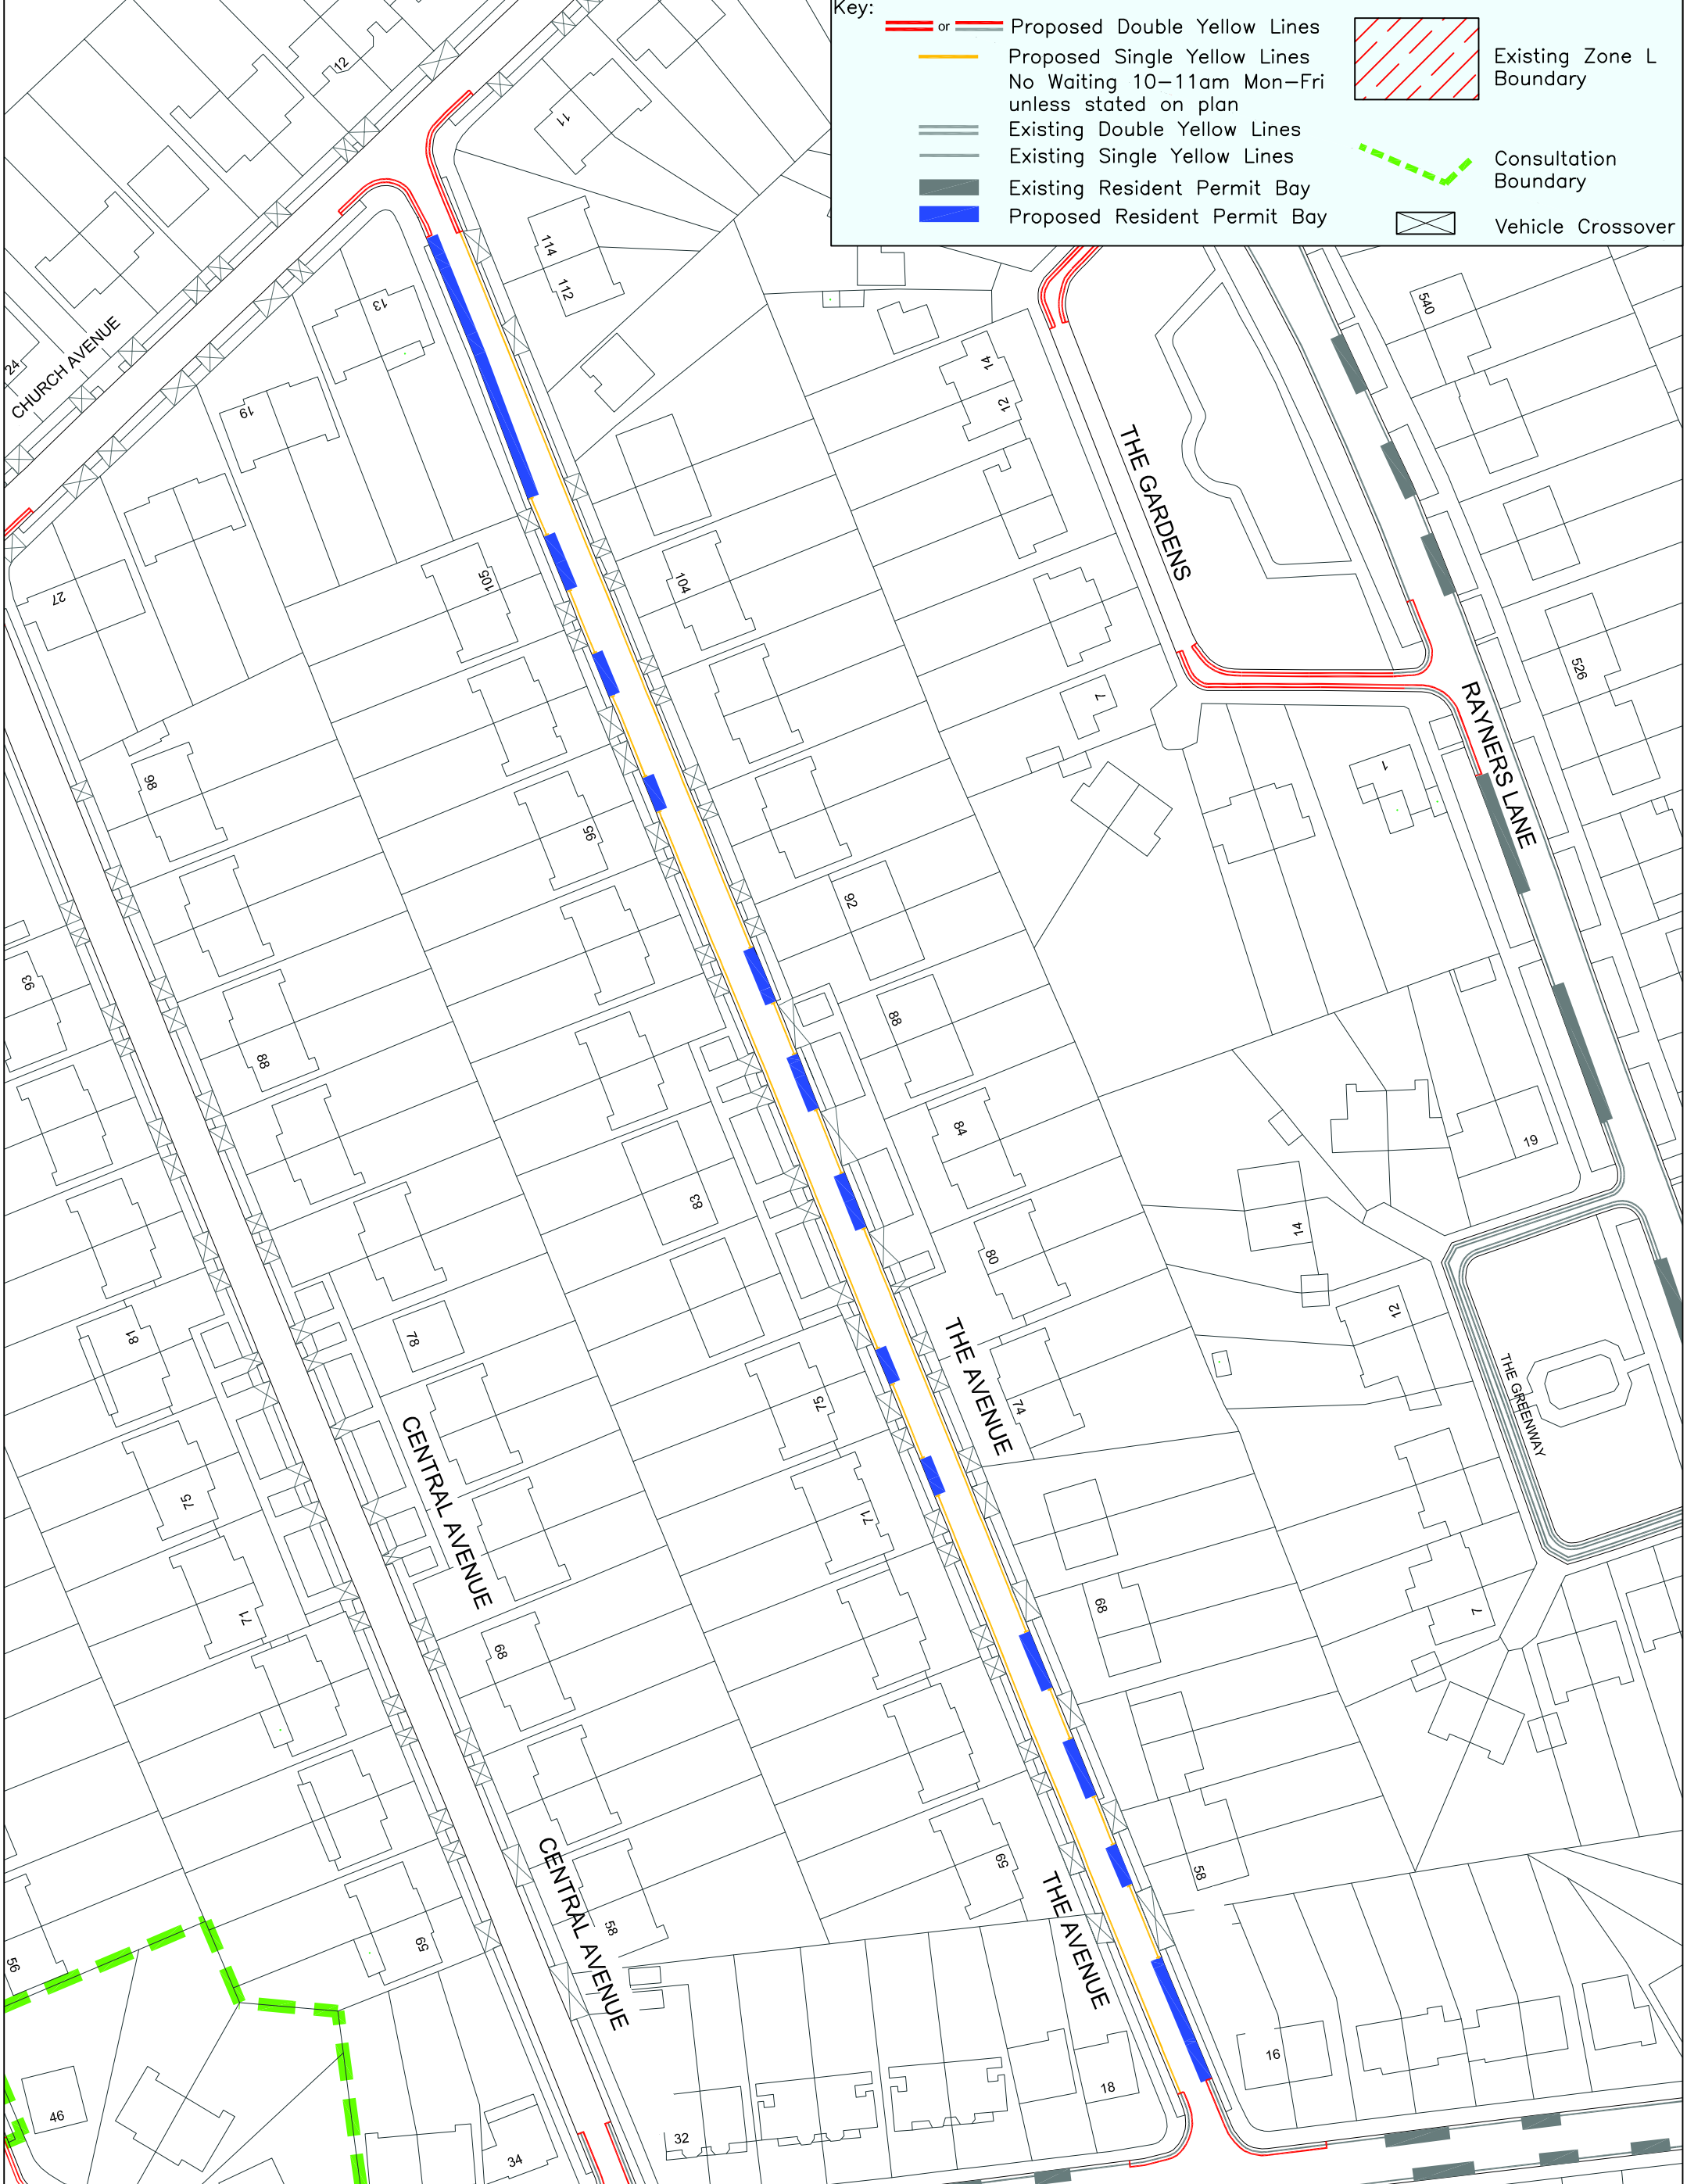 Key:
or Proposed Double Yellow Lines
Proposed Single Yellow Lines
No Waiting 10-11am Mon-Fri
unless stated on plan
Existing Double Yellow Lines
Existing Single Yellow Lines
Existing Resident Permit Bay
Proposed Resident Permit Bay
Existing Zone L
Boundary
Consultation
Boundary
Vehicle Crossover
12
11
114
112
13
24
CHURCH AVENUE
19
27
105
104
14
12
THE GARDENS
540
526
7
1
RAYNERS LANE
98
95
92
93
88
88
84
83
80
81
78
75
74
75
71
71
CENTRAL AVENUE
THE AVENUE
19
14
12
THE GREENWAY
7
68
68
59
58
58
59
56
CENTRAL AVENUE
THE AVENUE
46
34
32
18
16